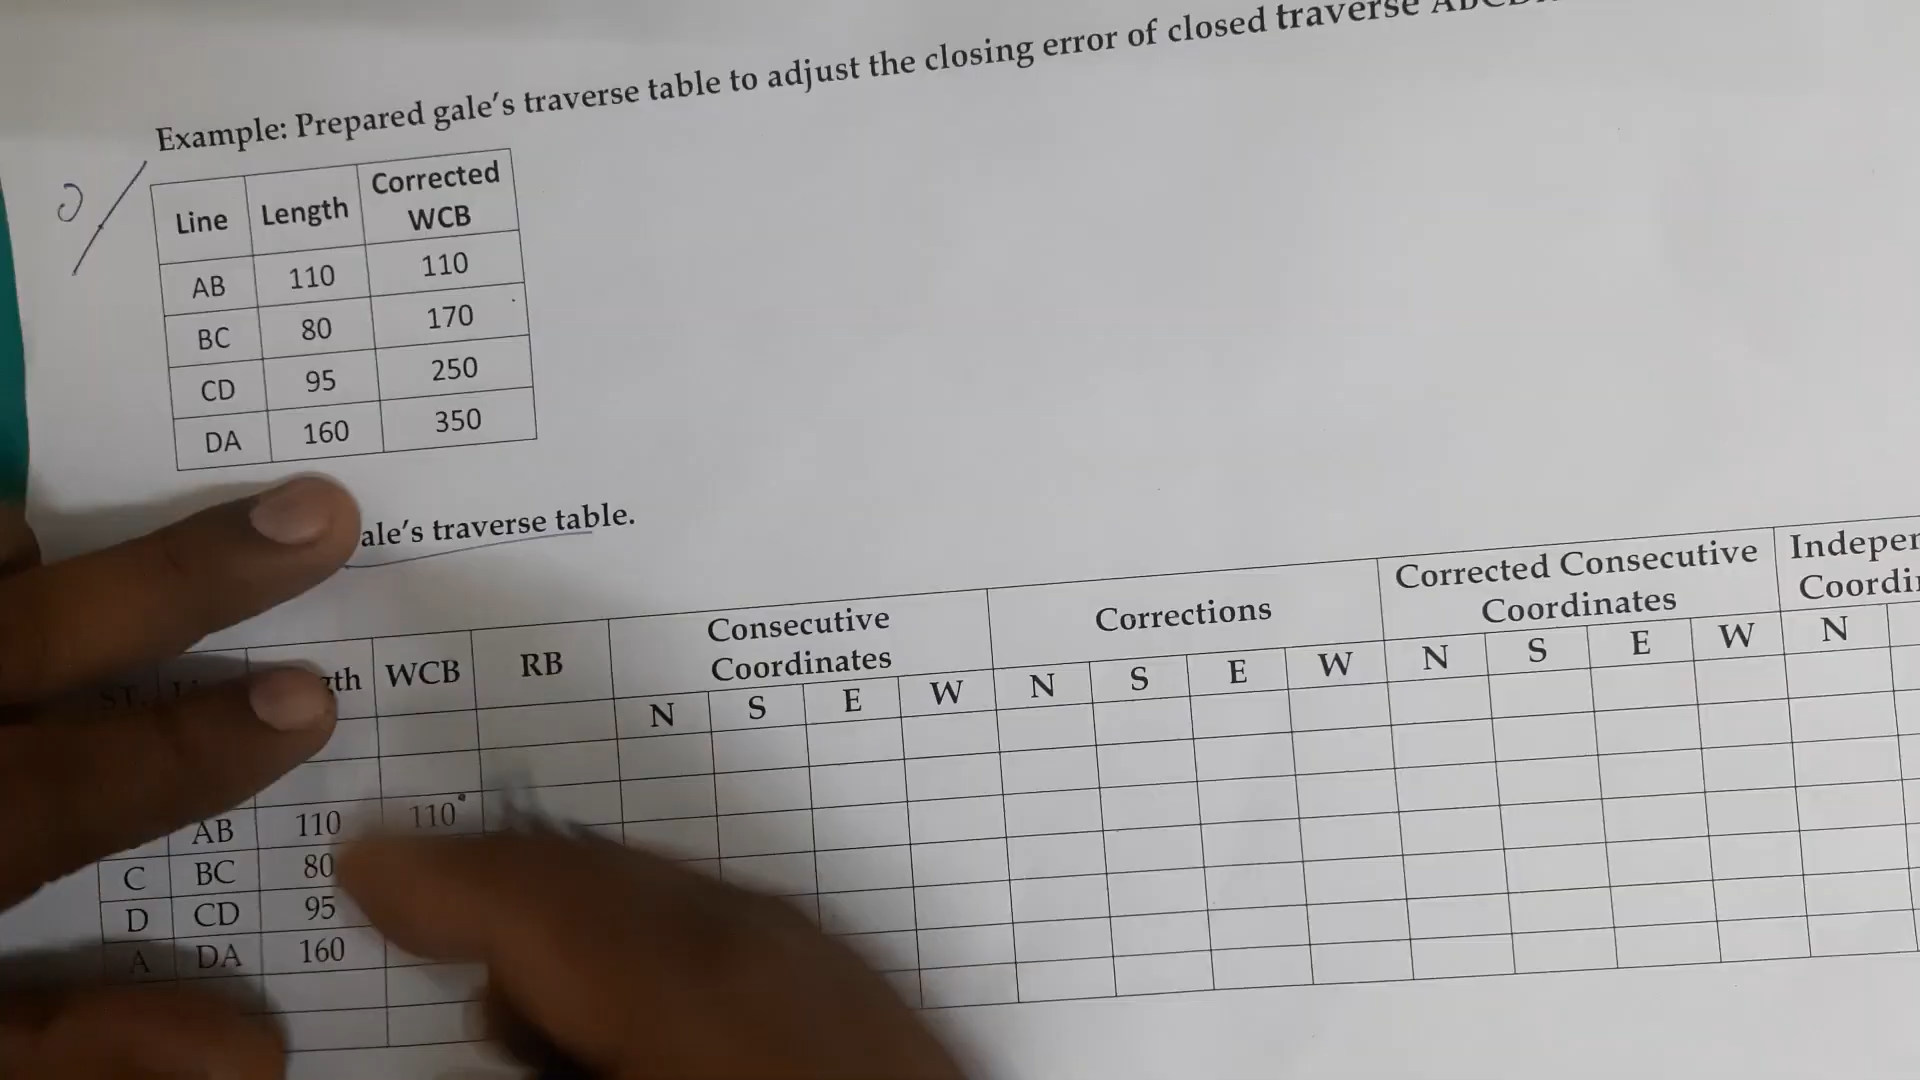 Example: Prepared gale's traverse table to adjust the closing error of closed traverse
Line Length Corrected WCB
AB 110 110
BC 80 170
CD 95 250
DA 160 350
ale's traverse table.
ST. gth WCB RB Consecutive Coordinates Corrections Corrected Consecutive Coordinates
N S E W N S E W N S E W N
AB 110 110°
C BC 80
D CD 95
A DA 160